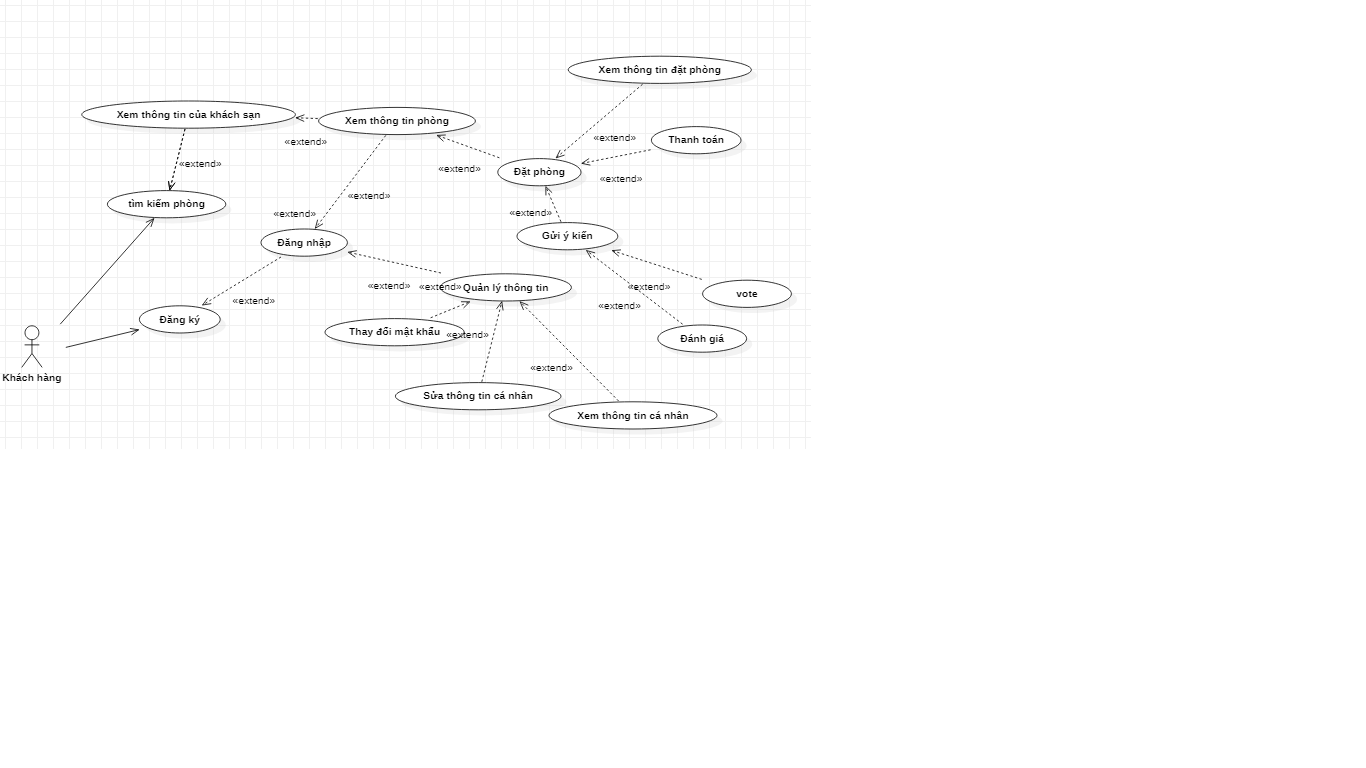 Xem thông tin đặt phòng
Xem thông tin của khách sạn
Xem thông tin phòng
«extend»
«extend»
Thanh toán
«extend»
«extend»
Đặt phòng
«extend»
«extend»
tìm kiếm phòng
«extend»
«extend»
Gửi ý kiến
Đăng nhập
«extend»
«extend»
Quản lý thông tin
«extend»
vote
«extend»
«extend»
Đăng ký
Thay đổi mật khẩu
«extend»
Đánh giá
«extend»
Khách hàng
Sửa thông tin cá nhân
Xem thông tin cá nhân